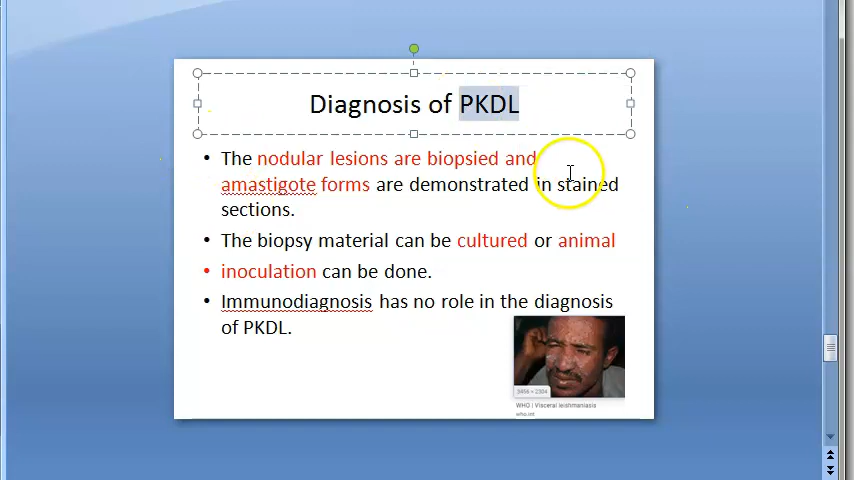 Diagnosis of PKDL
• The nodular lesions are biopsied and
amastigote forms are demonstrated in stained
sections.
• The biopsy material can be cultured or animal
• inoculation can be done.
• Immunodiagnosis has no role in the diagnosis
of PKDL.
3456 × 2304
WHO | Visceral leishmaniasis
who.int